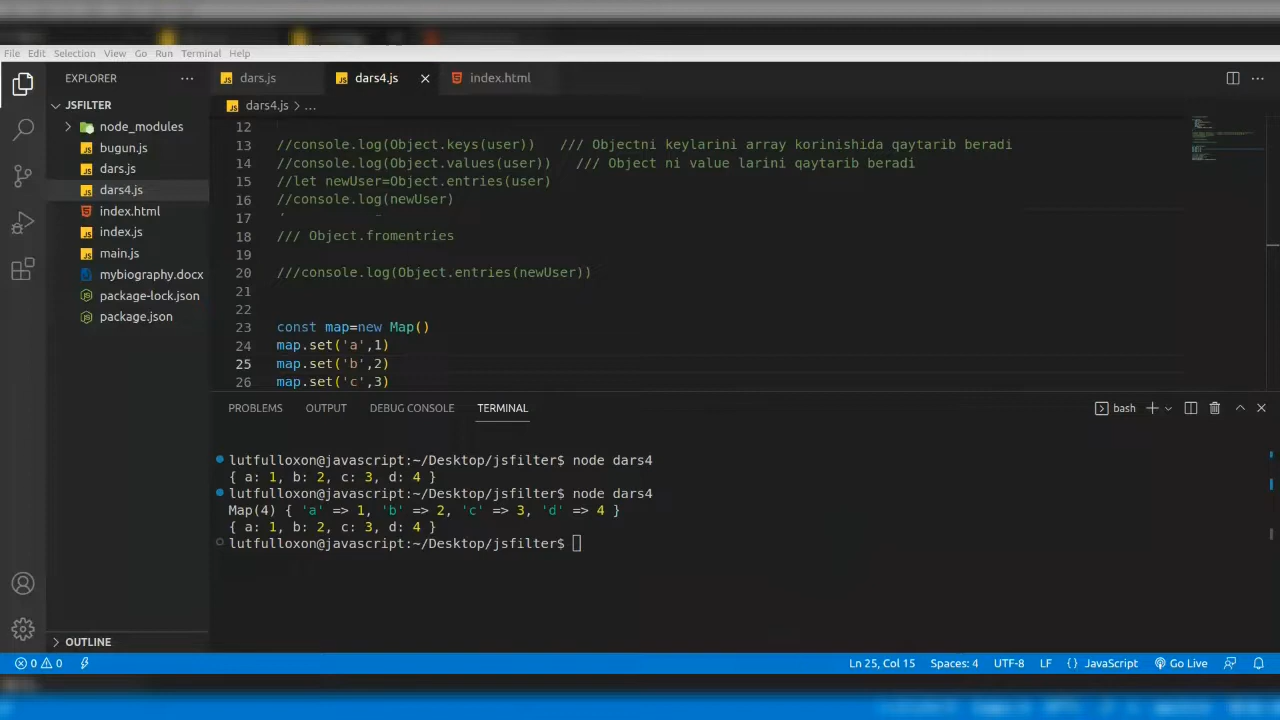 File Edit Selection View Go Run Terminal Help
EXPLORER
JSFILTER
node_modules
bugun.js
dars.js
dars4.js
index.html
index.js
main.js
mybiography.docx
package-lock.json
package.json
OUTLINE
dars.js dars4.js index.html
dars4.js > ...
12
13 //console.log(Object.keys(user)) /// Objectni keylarini array korinishida qaytarib beradi
14 //console.log(Object.values(user)) /// Object ni value larini qaytarib beradi
15 //let newUser=Object.entries(user)
16 //console.log(newUser)
17
18 /// Object.fromentries
19
20 ///console.log(Object.entries(newUser))
21
22
23 const map=new Map()
24 map.set('a',1)
25 map.set('b',2)
26 map.set('c',3)
PROBLEMS OUTPUT DEBUG CONSOLE TERMINAL
bash
lutfulloxon@javascript:~/Desktop/jsfilter$ node dars4
{ a: 1, b: 2, c: 3, d: 4 }
lutfulloxon@javascript:~/Desktop/jsfilter$ node dars4
Map(4) { 'a' => 1, 'b' => 2, 'c' => 3, 'd' => 4 }
{ a: 1, b: 2, c: 3, d: 4 }
lutfulloxon@javascript:~/Desktop/jsfilter$
0 0 Ln 25, Col 15 Spaces: 4 UTF-8 LF {} JavaScript Go Live